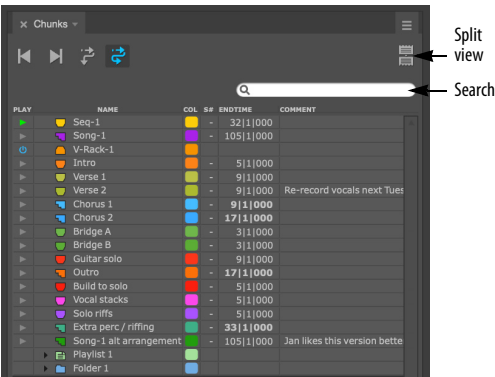 × Chunks
Split
view
Search
PLAY NAME COL S# ENDTIME COMMENT
Seq-1 - 32|1|000
Song-1 - 105|1|000
V-Rack-1
Intro - 5|1|000
Verse 1 - 9|1|000
Verse 2 - 9|1|000 Re-record vocals next Tues
Chorus 1 - 9|1|000
Chorus 2 - 17|1|000
Bridge A - 3|1|000
Bridge B - 3|1|000
Guitar solo - 9|1|000
Outro - 17|1|000
Build to solo - 5|1|000
Vocal stacks - 5|1|000
Solo riffs - 5|1|000
Extra perc / riffing - 33|1|000
Song-1 alt arrangement - 105|1|000 Jan likes this version bette
Playlist 1
Folder 1